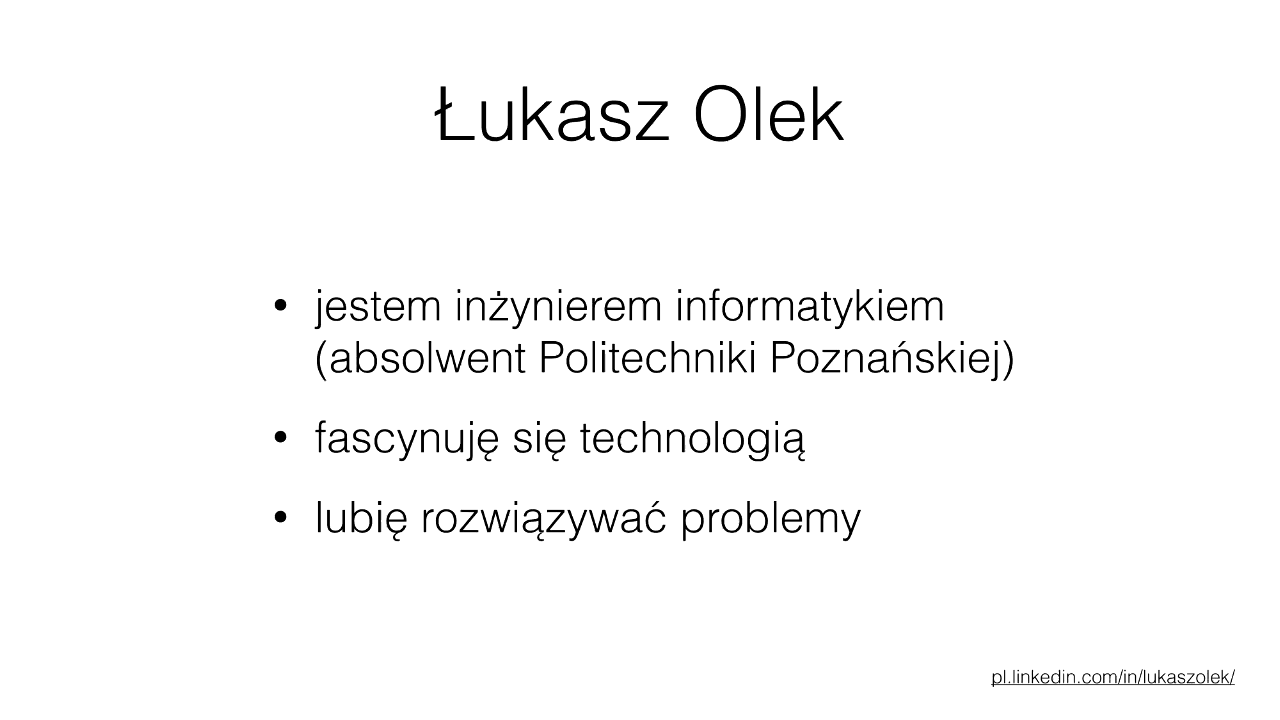 Łukasz Olek
• jestem inżynierem informatykiem
(absolwent Politechniki Poznańskiej)
• fascynuję się technologią
• lubię rozwiązywać problemy
pl.linkedin.com/in/lukaszolek/